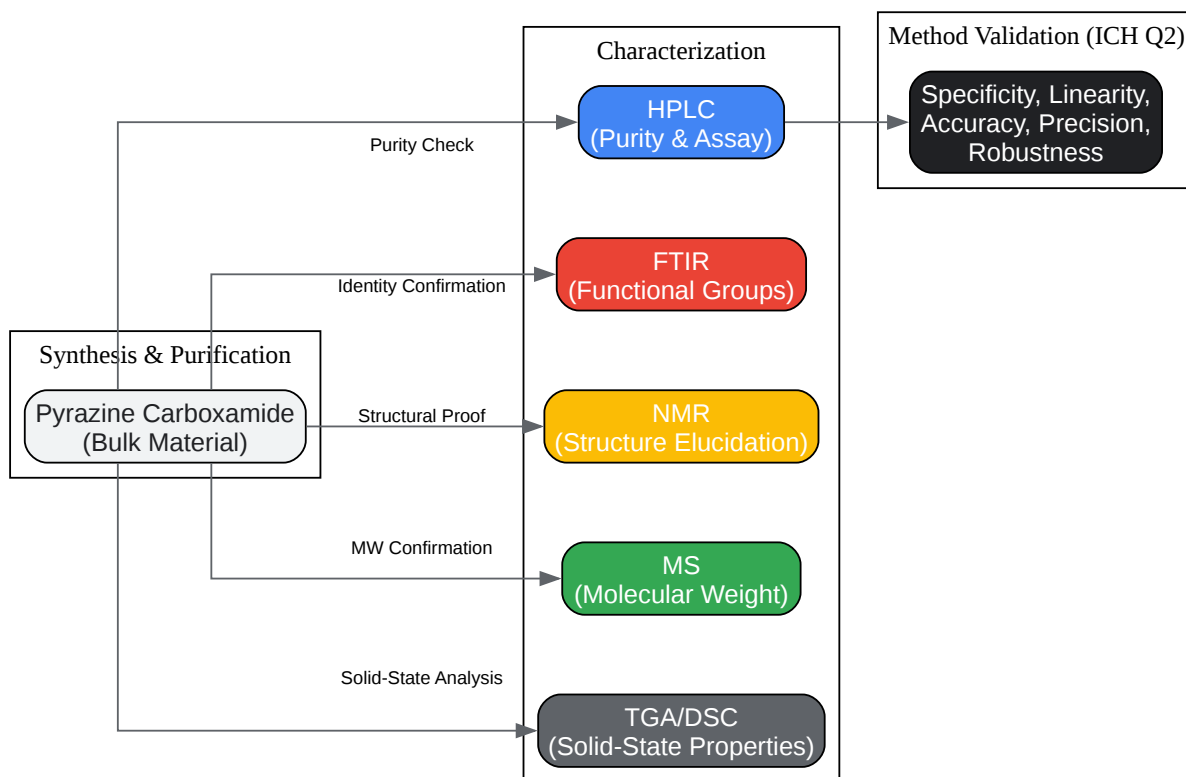 Synthesis & Purification
Pyrazine Carboxamide
(Bulk Material)
Purity Check
Identity Confirmation
Structural Proof
MW Confirmation
Solid-State Analysis
Characterization
HPLC
(Purity & Assay)
FTIR
(Functional Groups)
NMR
(Structure Elucidation)
MS
(Molecular Weight)
TGA/DSC
(Solid-State Properties)
Method Validation (ICH Q2)
Specificity, Linearity,
Accuracy, Precision,
Robustness